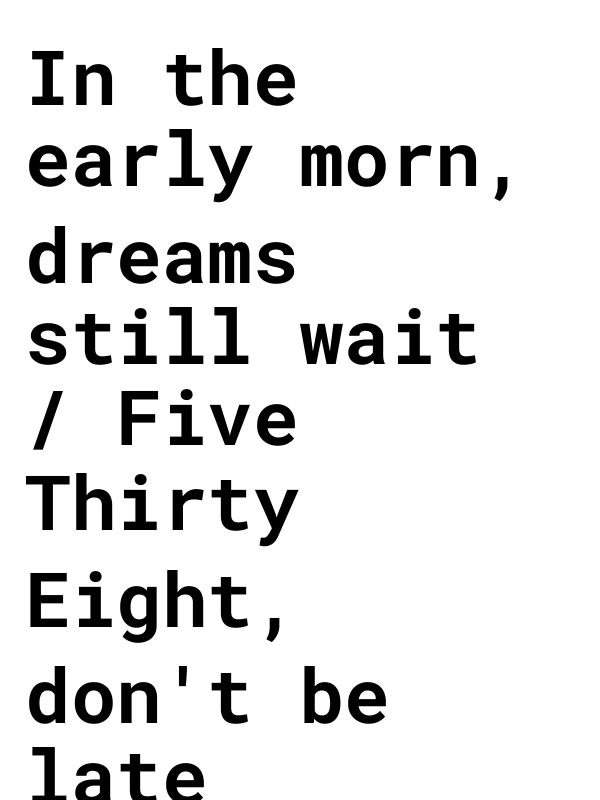 In the
early morn,
dreams
still wait
/ Five
Thirty
Eight,
don't be
late